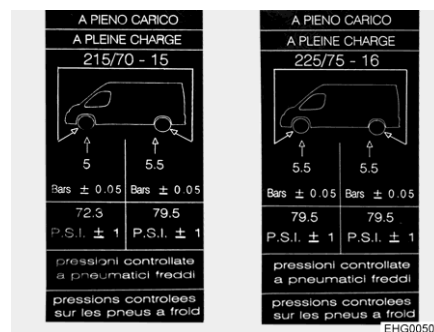 A PIENO CARICO
A PLEINE CHARGE
215/70 - 15
5 5.5
Bars ± 0.05 Bars ± 0.05
72.3 79.5
P.S.I. ± 1 P.S.I. ± 1
pressioni controllate
a pneumatici freddi
pressions controlees
sur les pneus a froid
A PIENO CARICO
A PLEINE CHARGE
225/75 - 16
5.5 5.5
Bars ± 0.05 Bars ± 0.05
79.5 79.5
P.S.I. ± 1 P.S.I. ± 1
pressioni controllate
a pneumatici freddi
pressions controlees
sur les pneus a froid
EHG0050